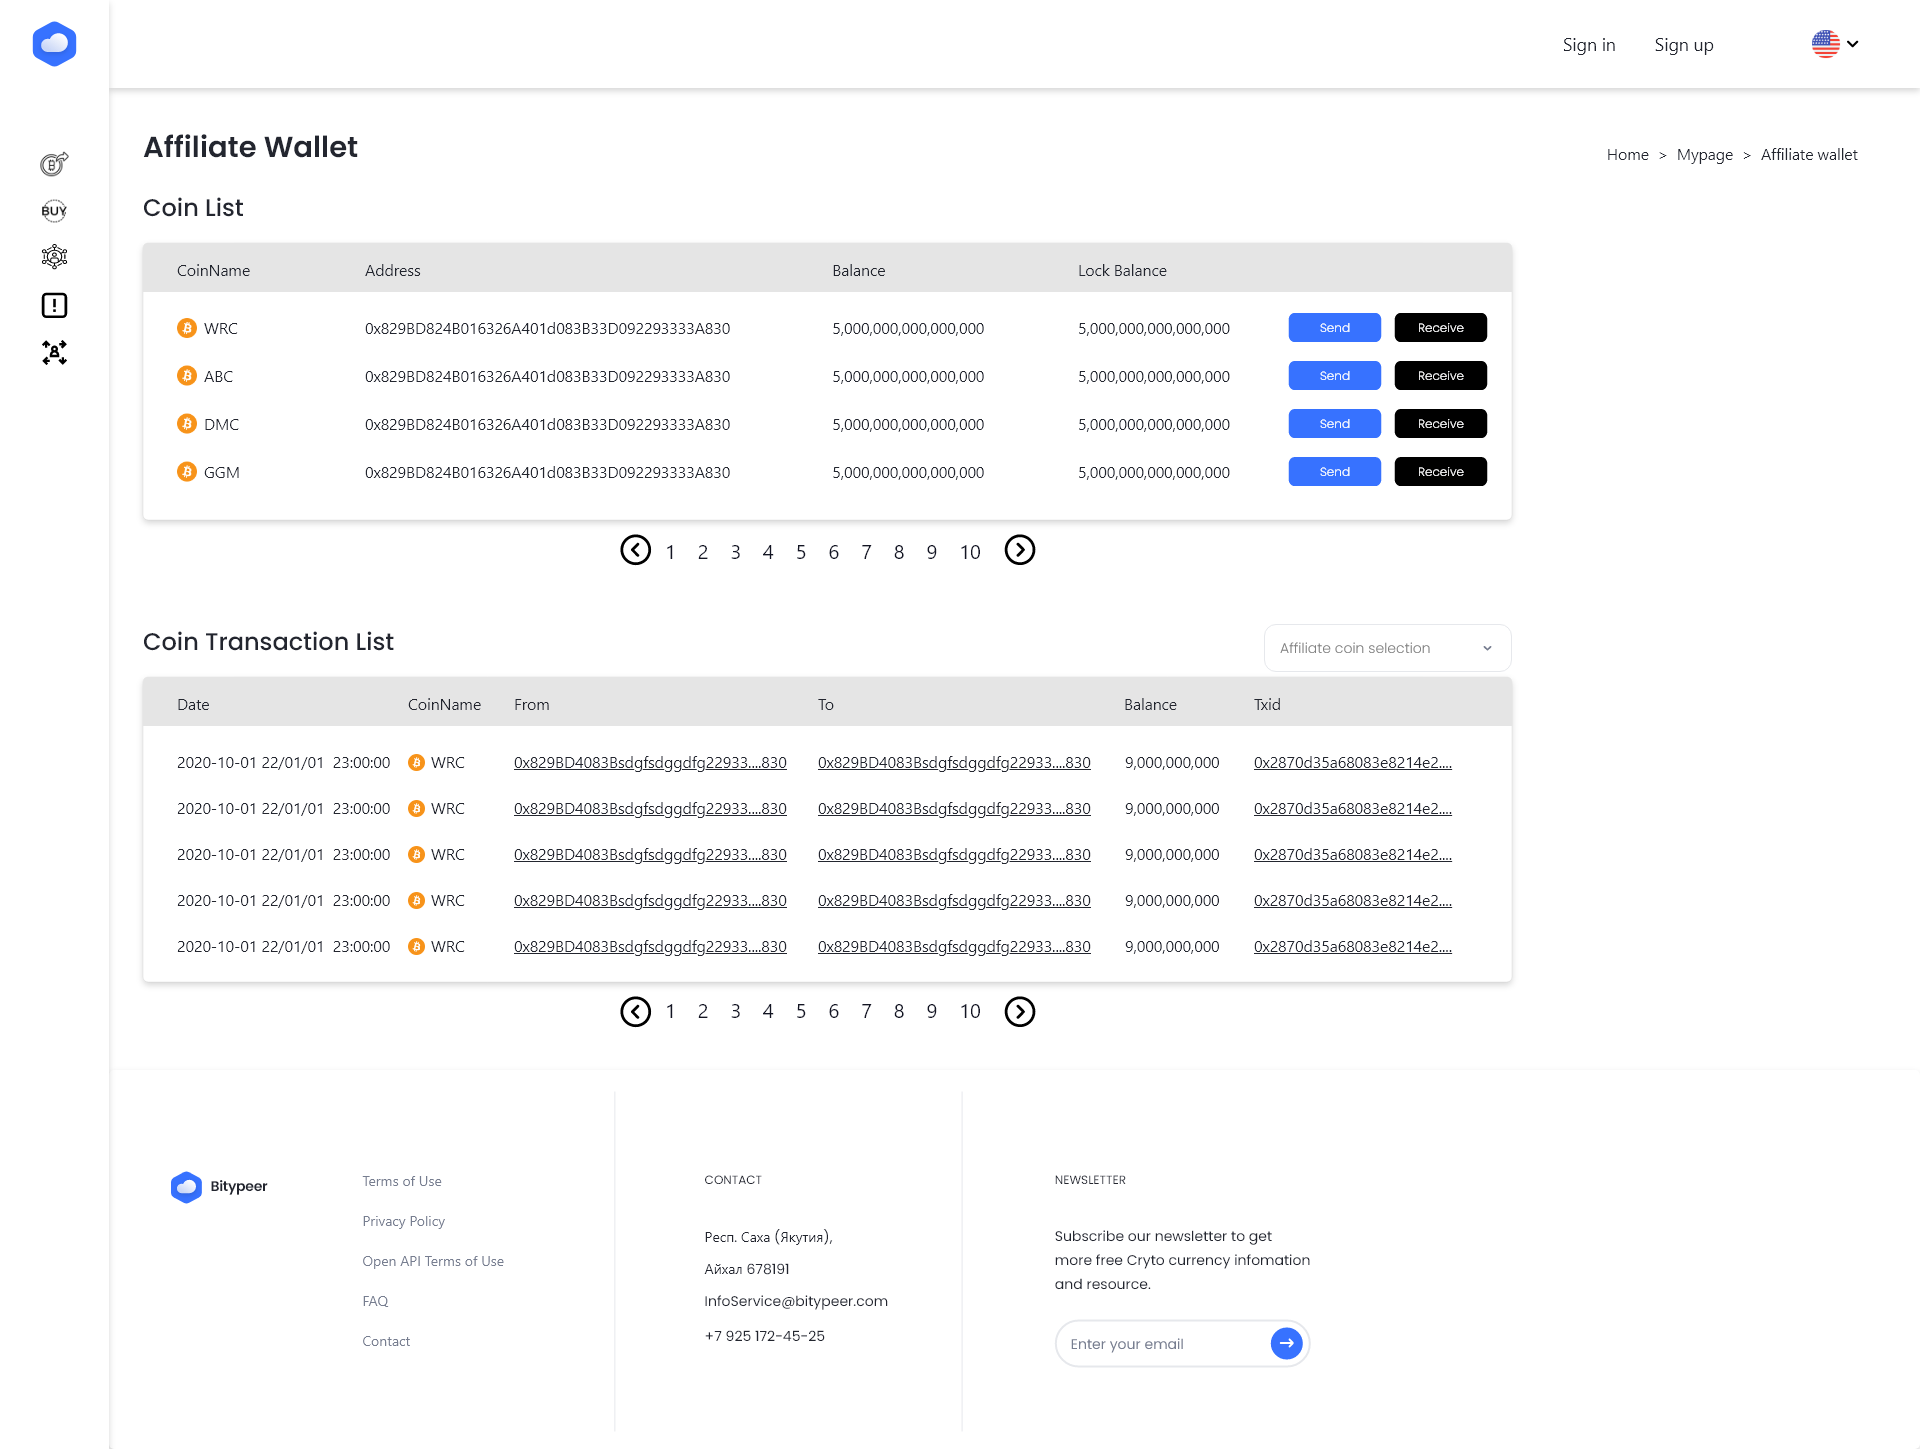 Sign in Sign up
Affiliate Wallet
Home > Mypage > Affiliate wallet
BUY
Coin List
CoinName Address Balance Lock Balance
WRC 0x829BD824B016326A401d083B33D092293333A830 5,000,000,000,000,000 5,000,000,000,000,000 Send Receive
ABC 0x829BD824B016326A401d083B33D092293333A830 5,000,000,000,000,000 5,000,000,000,000,000 Send Receive
DMC 0x829BD824B016326A401d083B33D092293333A830 5,000,000,000,000,000 5,000,000,000,000,000 Send Receive
GGM 0x829BD824B016326A401d083B33D092293333A830 5,000,000,000,000,000 5,000,000,000,000,000 Send Receive
1 2 3 4 5 6 7 8 9 10
Coin Transaction List
Affiliate coin selection
Date CoinName From To Balance Txid
2020-10-01 22/01/01 23:00:00 WRC 0x829BD4083Bsdgfsdggdfg22933....830 0x829BD4083Bsdgfsdggdfg22933....830 9,000,000,000 0x2870d35a68083e8214e2....
2020-10-01 22/01/01 23:00:00 WRC 0x829BD4083Bsdgfsdggdfg22933....830 0x829BD4083Bsdgfsdggdfg22933....830 9,000,000,000 0x2870d35a68083e8214e2....
2020-10-01 22/01/01 23:00:00 WRC 0x829BD4083Bsdgfsdggdfg22933....830 0x829BD4083Bsdgfsdggdfg22933....830 9,000,000,000 0x2870d35a68083e8214e2....
2020-10-01 22/01/01 23:00:00 WRC 0x829BD4083Bsdgfsdggdfg22933....830 0x829BD4083Bsdgfsdggdfg22933....830 9,000,000,000 0x2870d35a68083e8214e2....
2020-10-01 22/01/01 23:00:00 WRC 0x829BD4083Bsdgfsdggdfg22933....830 0x829BD4083Bsdgfsdggdfg22933....830 9,000,000,000 0x2870d35a68083e8214e2....
1 2 3 4 5 6 7 8 9 10
Bitypeer
Terms of Use
Privacy Policy
Open API Terms of Use
FAQ
Contact
CONTACT
Респ. Саха (Якутия),
Айхал 678191
InfoService@bitypeer.com
+7 925 172-45-25
NEWSLETTER
Subscribe our newsletter to get
more free Cryto currency infomation
and resource.
Enter your email